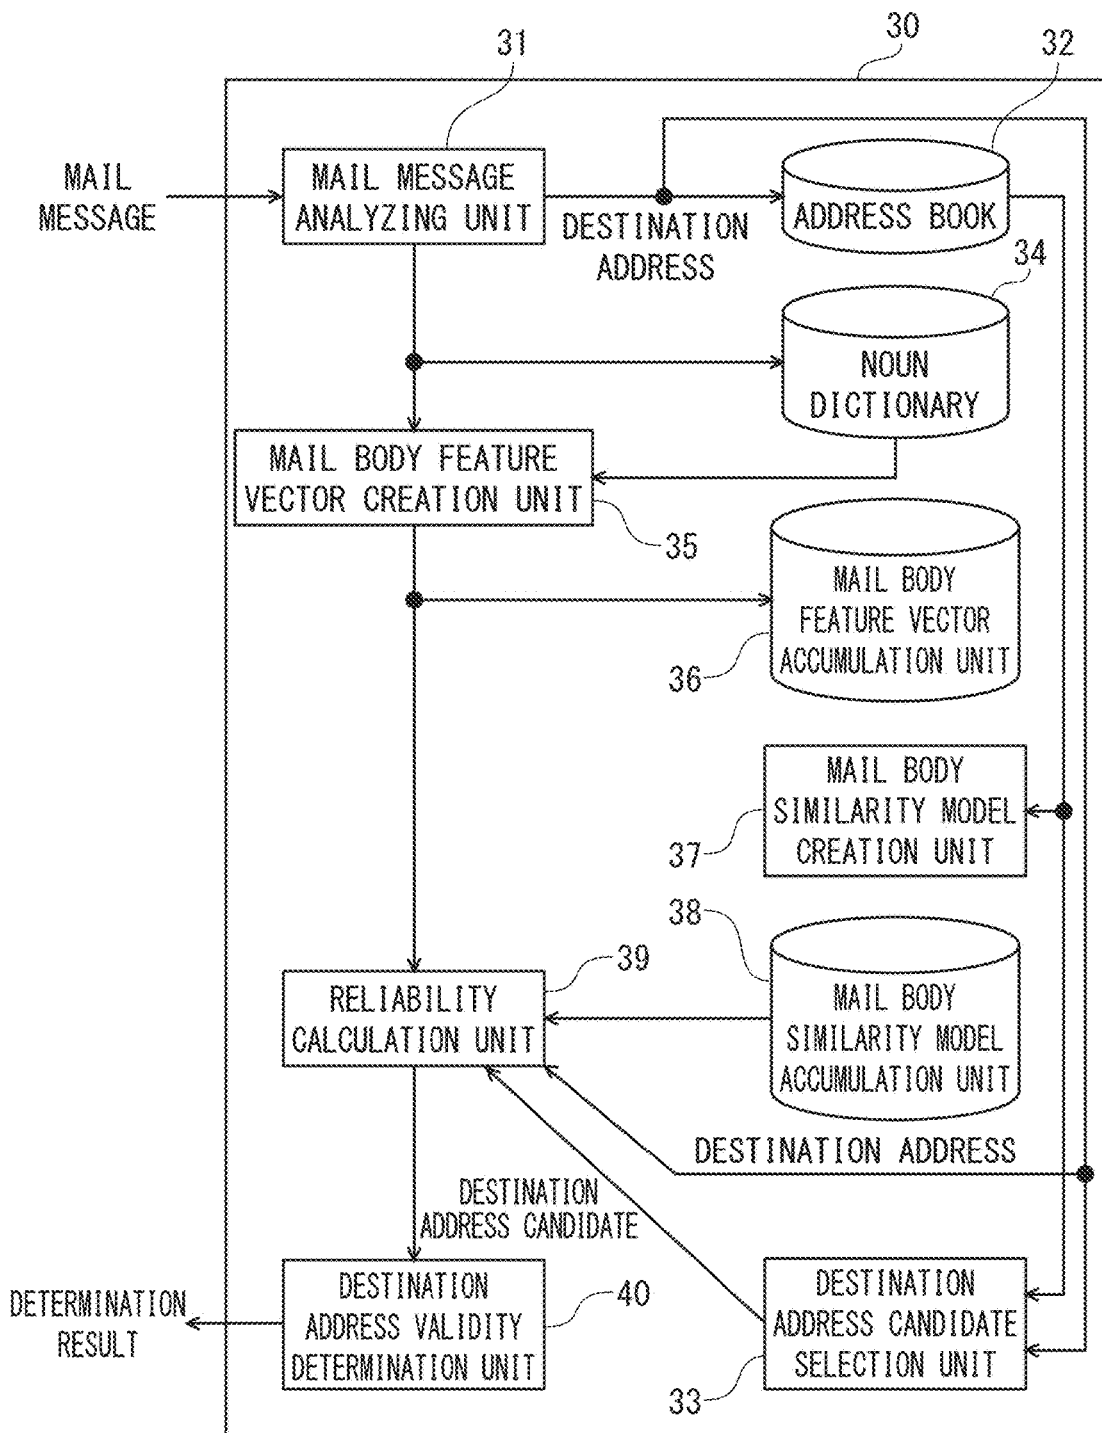 31
30
32
MAIL
MESSAGE
MAIL MESSAGE
ANALYZING UNIT
DESTINATION
ADDRESS
ADDRESS BOOK
34
NOUN
DICTIONARY
MAIL BODY FEATURE
VECTOR CREATION UNIT
35
MAIL BODY
FEATURE VECTOR
ACCUMULATION UNIT
36
MAIL BODY
SIMILARITY MODEL
CREATION UNIT
37
38
39
RELIABILITY
CALCULATION UNIT
MAIL BODY
SIMILARITY MODEL
ACCUMULATION UNIT
DESTINATION ADDRESS
DESTINATION
ADDRESS CANDIDATE
DETERMINATION
RESULT
DESTINATION
ADDRESS VALIDITY
DETERMINATION UNIT
40
DESTINATION
ADDRESS CANDIDATE
SELECTION UNIT
33